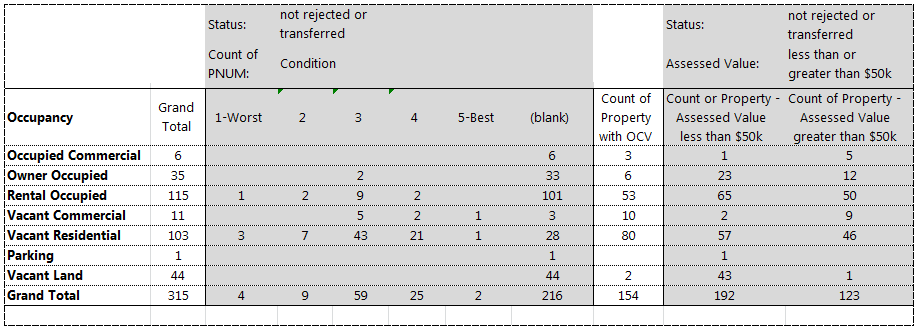 Status: not rejected or transferred Status: not rejected or transferred
Count of PNUM: Condition Assessed Value: less than or greater than $50k
Occupancy Grand Total 1-Worst 2 3 4 5-Best (blank) Count of Property with OCV Count or Property - Assessed Value less than $50k Count of Property - Assessed Value greater than $50k
Occupied Commercial 6 6 3 1 5
Owner Occupied 35 2 33 6 23 12
Rental Occupied 115 1 2 9 2 101 53 65 50
Vacant Commercial 11 5 2 1 3 10 2 9
Vacant Residential 103 3 7 43 21 1 28 80 57 46
Parking 1 1 1
Vacant Land 44 44 2 43 1
Grand Total 315 4 9 59 25 2 216 154 192 123